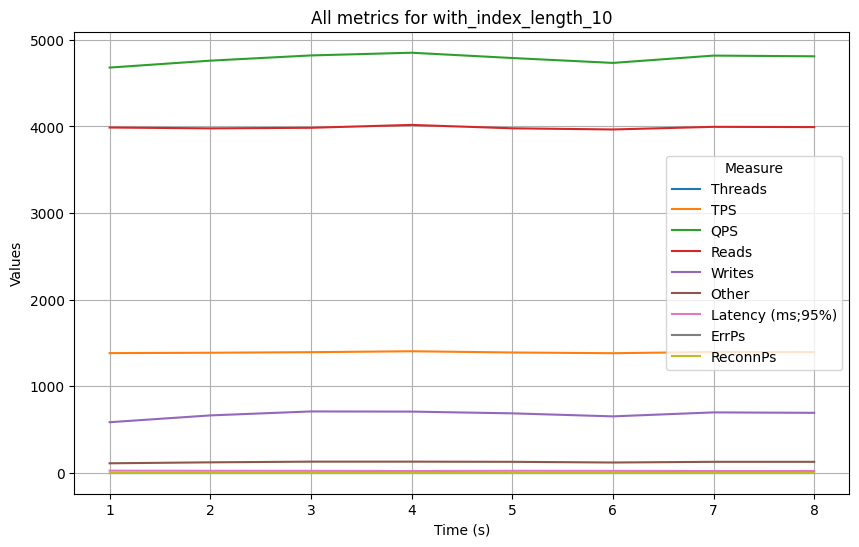 All metrics for with_index_length_10
5000
4000
3000
2000
1000
0
Values
Measure
Threads
TPS
QPS
Reads
Writes
Other
Latency (ms;95%)
ErrPs
ReconnPs
1 2 3 4 5 6 7 8
Time (s)